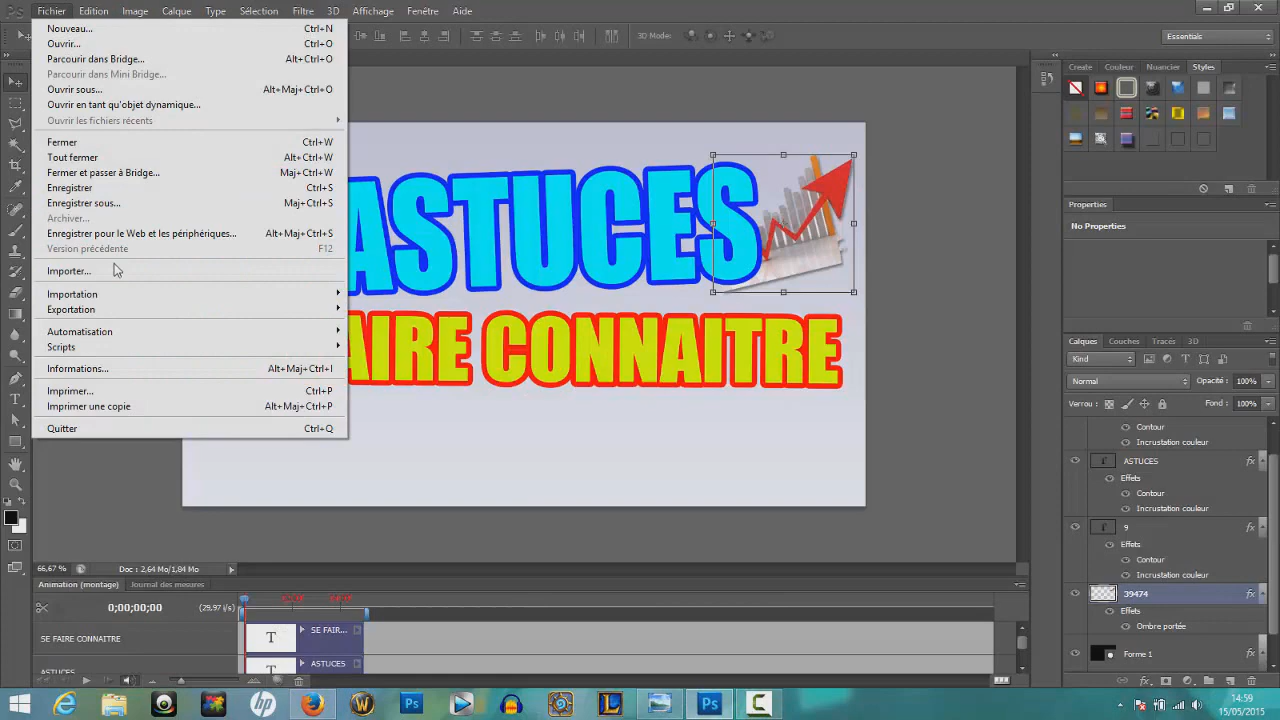 Ps Fichier Edition Image Calque Type Sélection Filtre 3D Affichage Fenêtre Aide
Nouveau... Ctrl+N
Ouvrir... Ctrl+O
Parcourir dans Bridge... Alt+Ctrl+O
Parcourir dans Mini Bridge...
Ouvrir sous... Alt+Maj+Ctrl+O
Ouvrir en tant qu'objet dynamique...
Ouvrir les fichiers récents
Fermer Ctrl+W
Tout fermer Alt+Ctrl+W
Fermer et passer à Bridge... Maj+Ctrl+W
Enregistrer Ctrl+S
Enregistrer sous... Maj+Ctrl+S
Archiver...
Enregistrer pour le Web et les périphériques... Alt+Maj+Ctrl+S
Version précédente F12
Importer...
Importation
Exportation
Automatisation
Scripts
Informations... Alt+Maj+Ctrl+I
Imprimer... Ctrl+P
Imprimer une copie Alt+Maj+Ctrl+P
Quitter Ctrl+Q
3D Mode:
Essentials
ASTUCES
AIRE CONNAITRE
Create Couleur Nuancier Styles
Properties
No Properties
Calques Couches Tracés 3D
Kind
Normal Opacité : 100%
Verrou : Fond : 100%
Contour
Incrustation couleur
T ASTUCES fx
Effets
Contour
Incrustation couleur
T 9 fx
Effets
Contour
Incrustation couleur
39474 fx
Effets
Ombre portée
Forme 1
66,67 % Doc : 2,64 Mo/1,84 Mo
Animation (montage) Journal des mesures
0;00;00;00 (29,97 i/s)
SE FAIRE CONNAITRE T SE FAIR...
ASTUCES T ASTUCES
14:59
15/05/2015